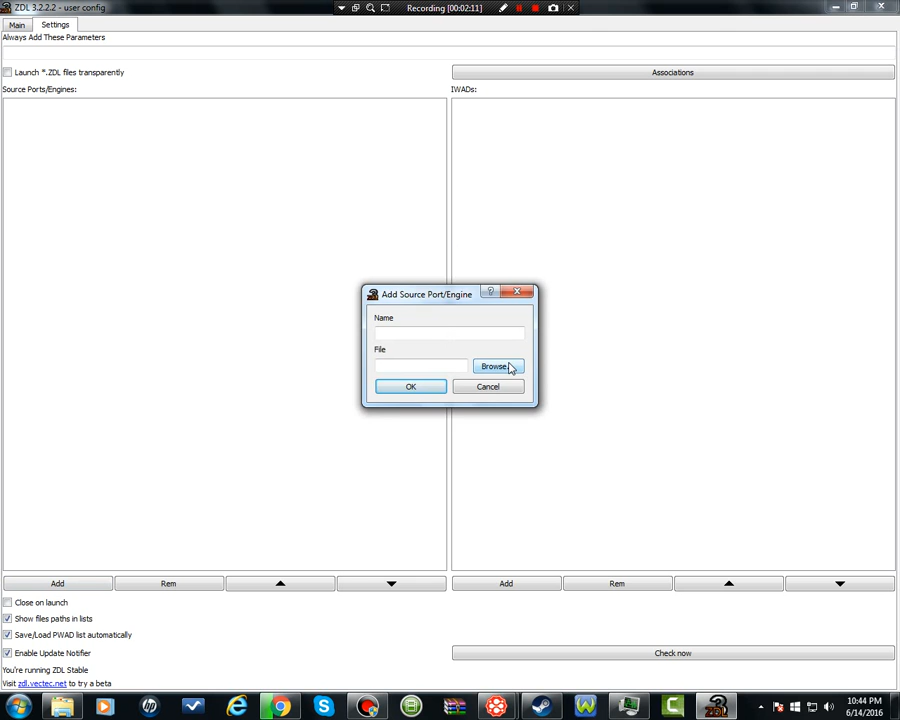 ZDL 3.2.2.2 - user config
Recording [00:02:11]
Main Settings
Always Add These Parameters
Launch *.ZDL files transparently
Associations
Source Ports/Engines:
IWADs:
Add Source Port/Engine
?
Name
File
Browse
OK Cancel
Add Rem
Add Rem
Close on launch
Show files paths in lists
Save/Load PWAD list automatically
Enable Update Notifier
Check now
You're running ZDL Stable
Visit zdl.vectec.net to try a beta
10:44 PM
6/14/2016